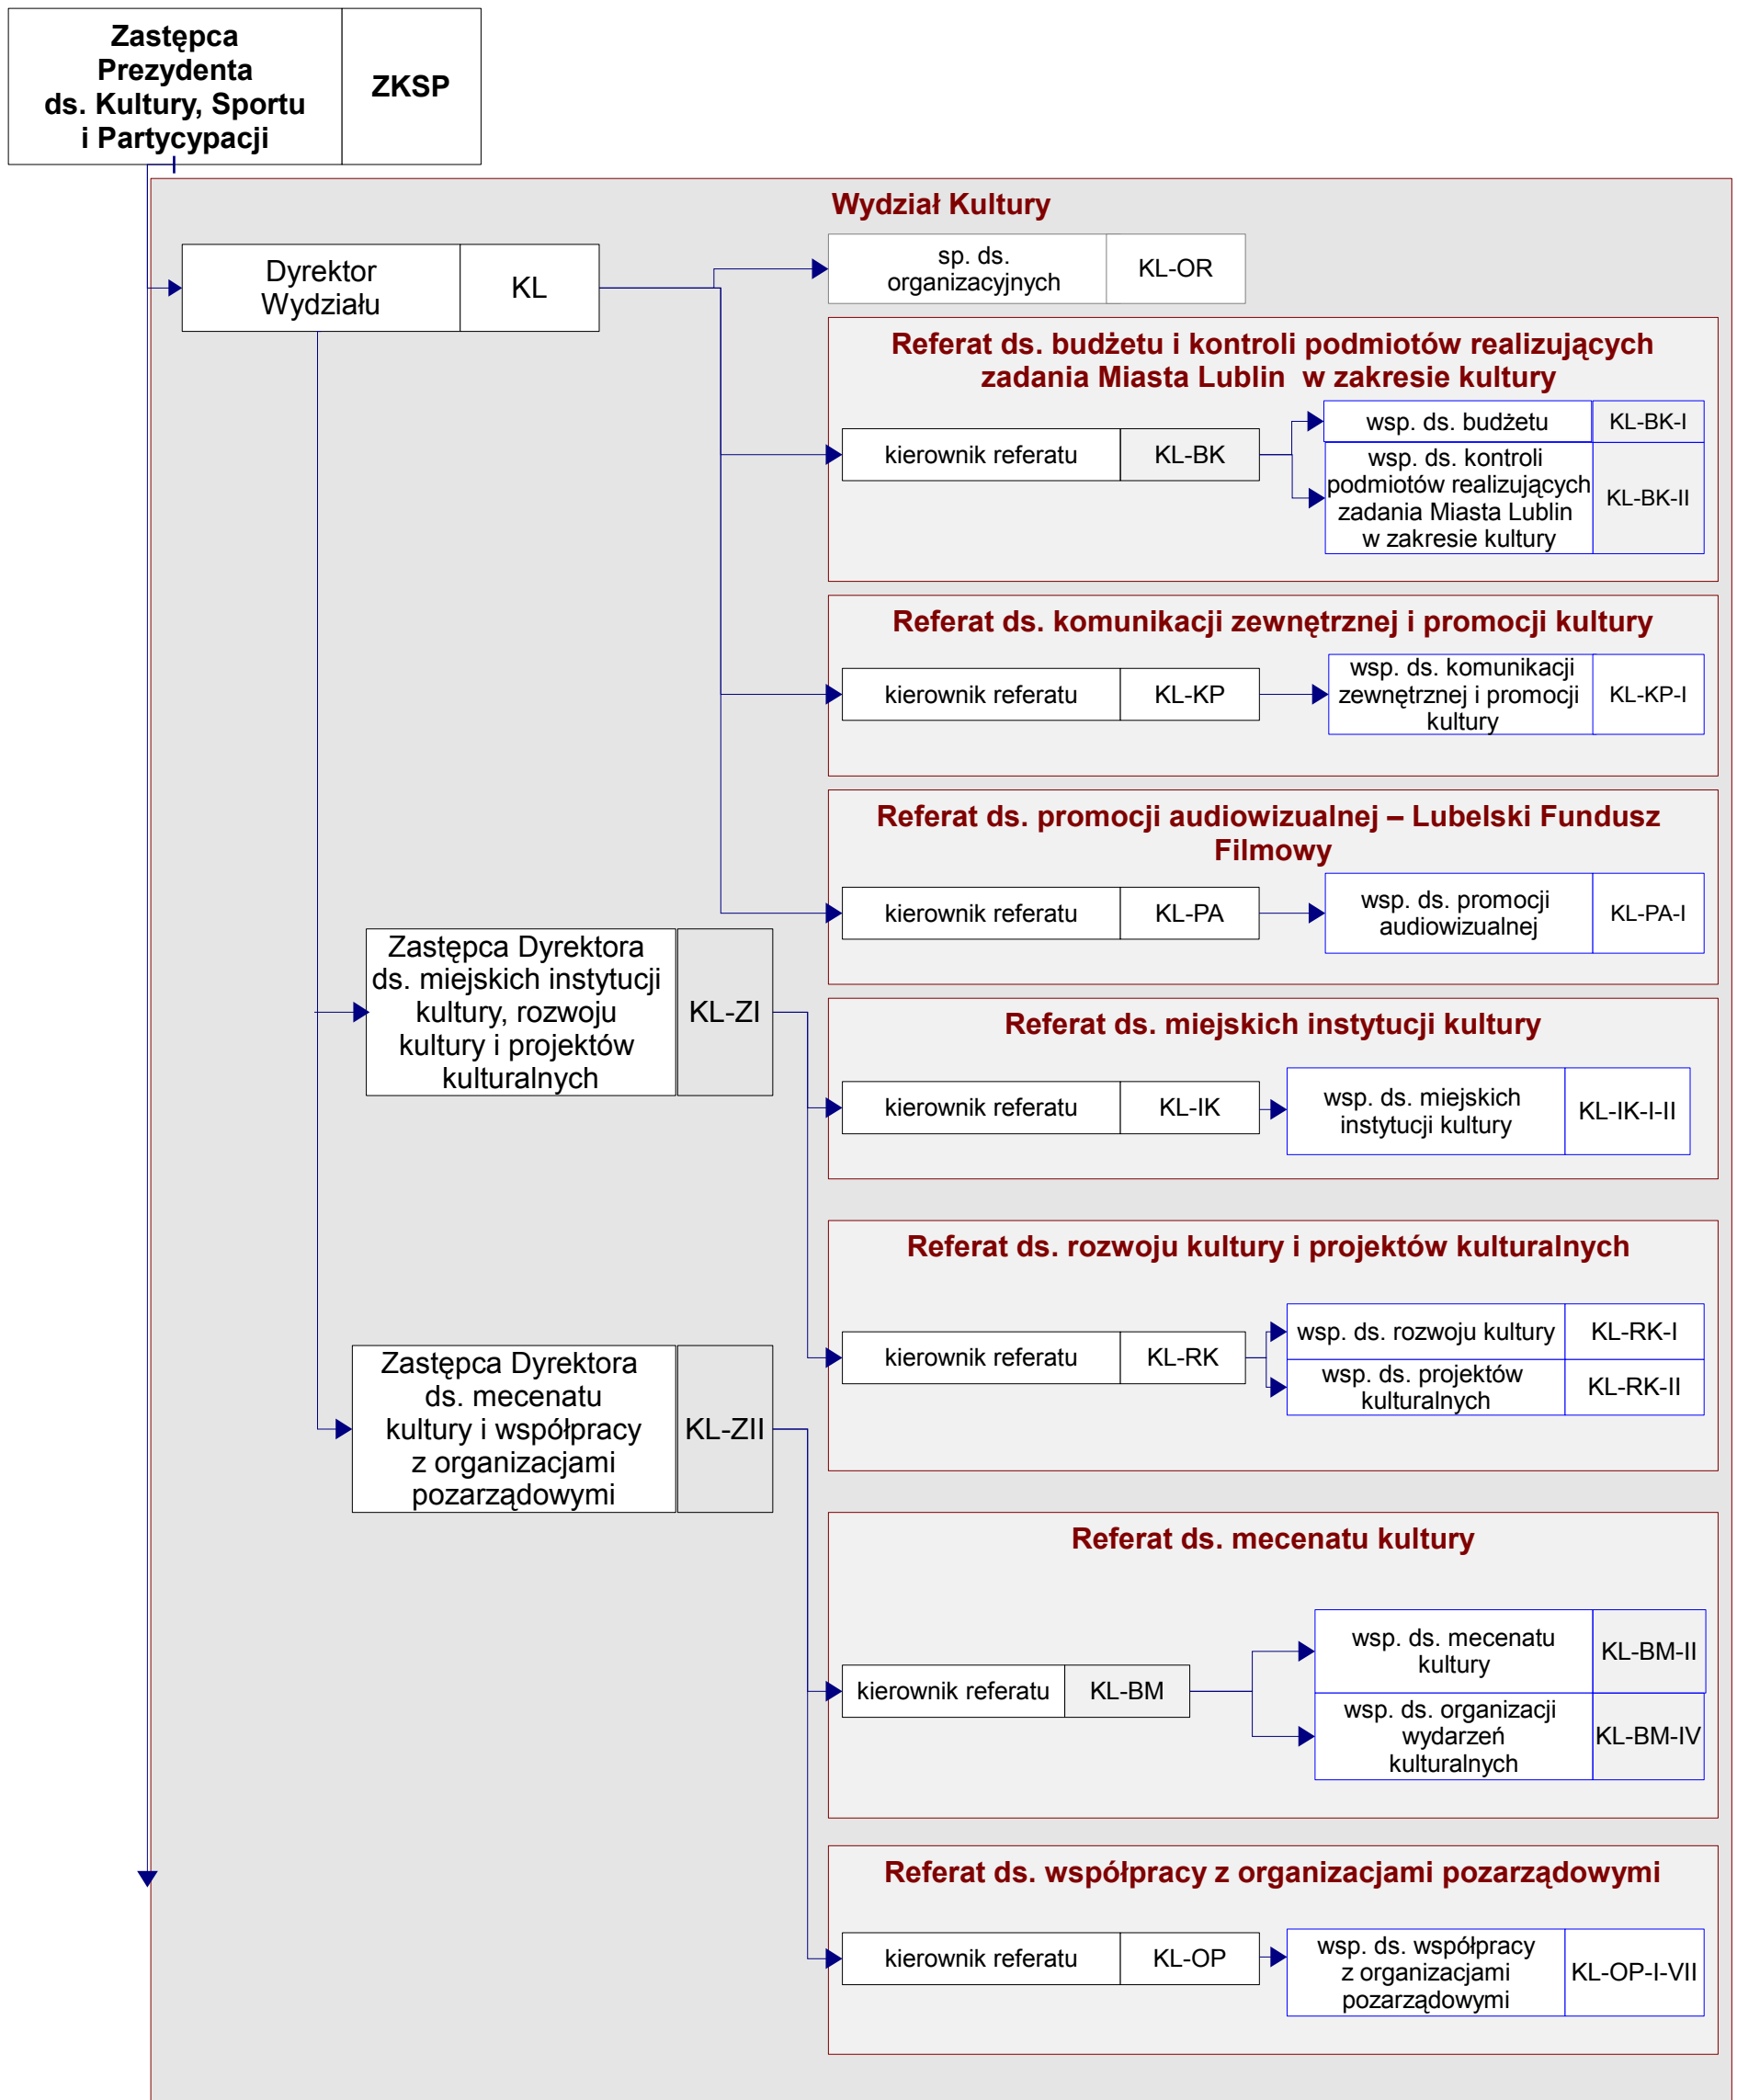 Zastępca
Prezydenta
ds. Kultury, Sportu
i Partycypacji
ZKSP
Wydział Kultury
Dyrektor
Wydziału
KL
sp. ds.
organizacyjnych
KL-OR
Referat ds. budżetu i kontroli podmiotów realizujących
zadania Miasta Lublin w zakresie kultury
kierownik referatu
KL-BK
wsp. ds. budżetu
KL-BK-I
wsp. ds. kontroli
podmiotów realizujących
zadania Miasta Lublin
w zakresie kultury
KL-BK-II
Referat ds. komunikacji zewnętrznej i promocji kultury
kierownik referatu
KL-KP
wsp. ds. komunikacji
zewnętrznej i promocji
kultury
KL-KP-I
Referat ds. promocji audiowizualnej – Lubelski Fundusz
Filmowy
kierownik referatu
KL-PA
wsp. ds. promocji
audiowizualnej
KL-PA-I
Zastępca Dyrektora
ds. miejskich instytucji
kultury, rozwoju
kultury i projektów
kulturalnych
KL-ZI
Referat ds. miejskich instytucji kultury
kierownik referatu
KL-IK
wsp. ds. miejskich
instytucji kultury
KL-IK-I-II
Referat ds. rozwoju kultury i projektów kulturalnych
kierownik referatu
KL-RK
wsp. ds. rozwoju kultury
KL-RK-I
wsp. ds. projektów
kulturalnych
KL-RK-II
Zastępca Dyrektora
ds. mecenatu
kultury i współpracy
z organizacjami
pozarządowymi
KL-ZII
Referat ds. mecenatu kultury
kierownik referatu
KL-BM
wsp. ds. mecenatu
kultury
KL-BM-II
wsp. ds. organizacji
wydarzeń
kulturalnych
KL-BM-IV
Referat ds. współpracy z organizacjami pozarządowymi
kierownik referatu
KL-OP
wsp. ds. współpracy
z organizacjami
pozarządowymi
KL-OP-I-VII